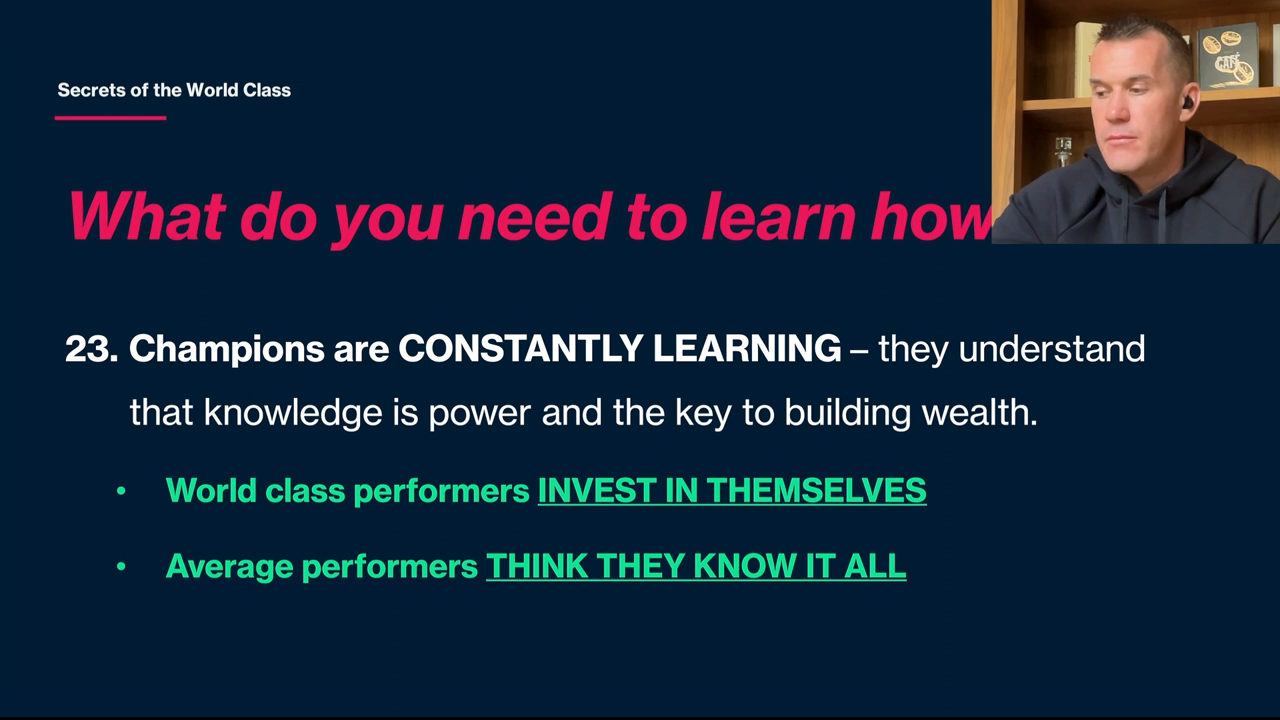 Secrets of the World Class
What do you need to learn how
23. Champions are CONSTANTLY LEARNING – they understand
that knowledge is power and the key to building wealth.
• World class performers INVEST IN THEMSELVES
• Average performers THINK THEY KNOW IT ALL
CAFÉ